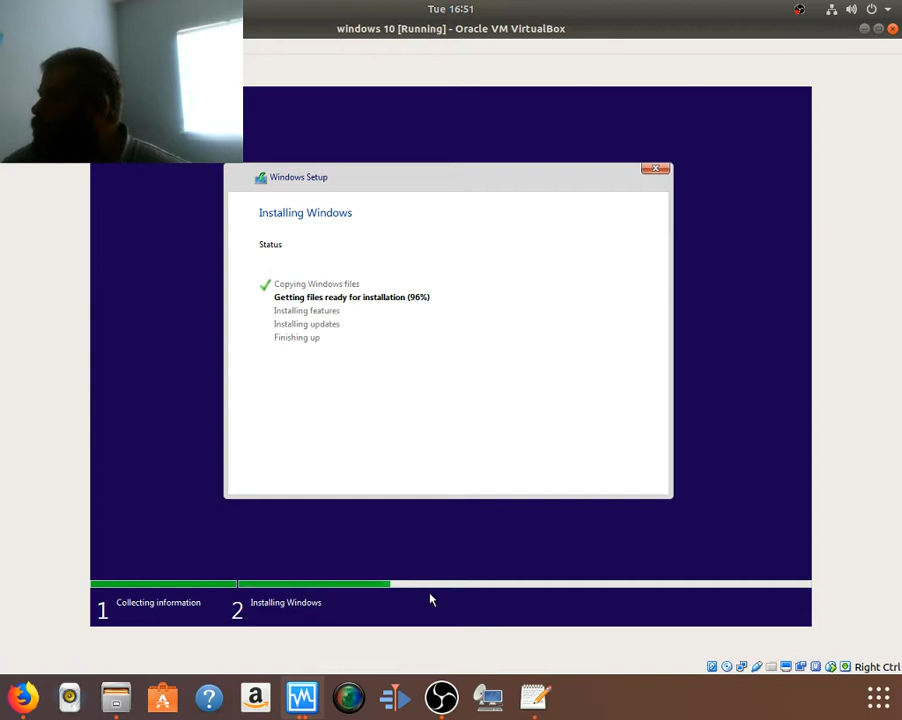 Tue 16:51
windows 10 [Running] - Oracle VM VirtualBox
Windows Setup
Installing Windows
Status
Copying Windows files
Getting files ready for installation (96%)
Installing features
Installing updates
Finishing up
1 Collecting information
2 Installing Windows
Right Ctrl